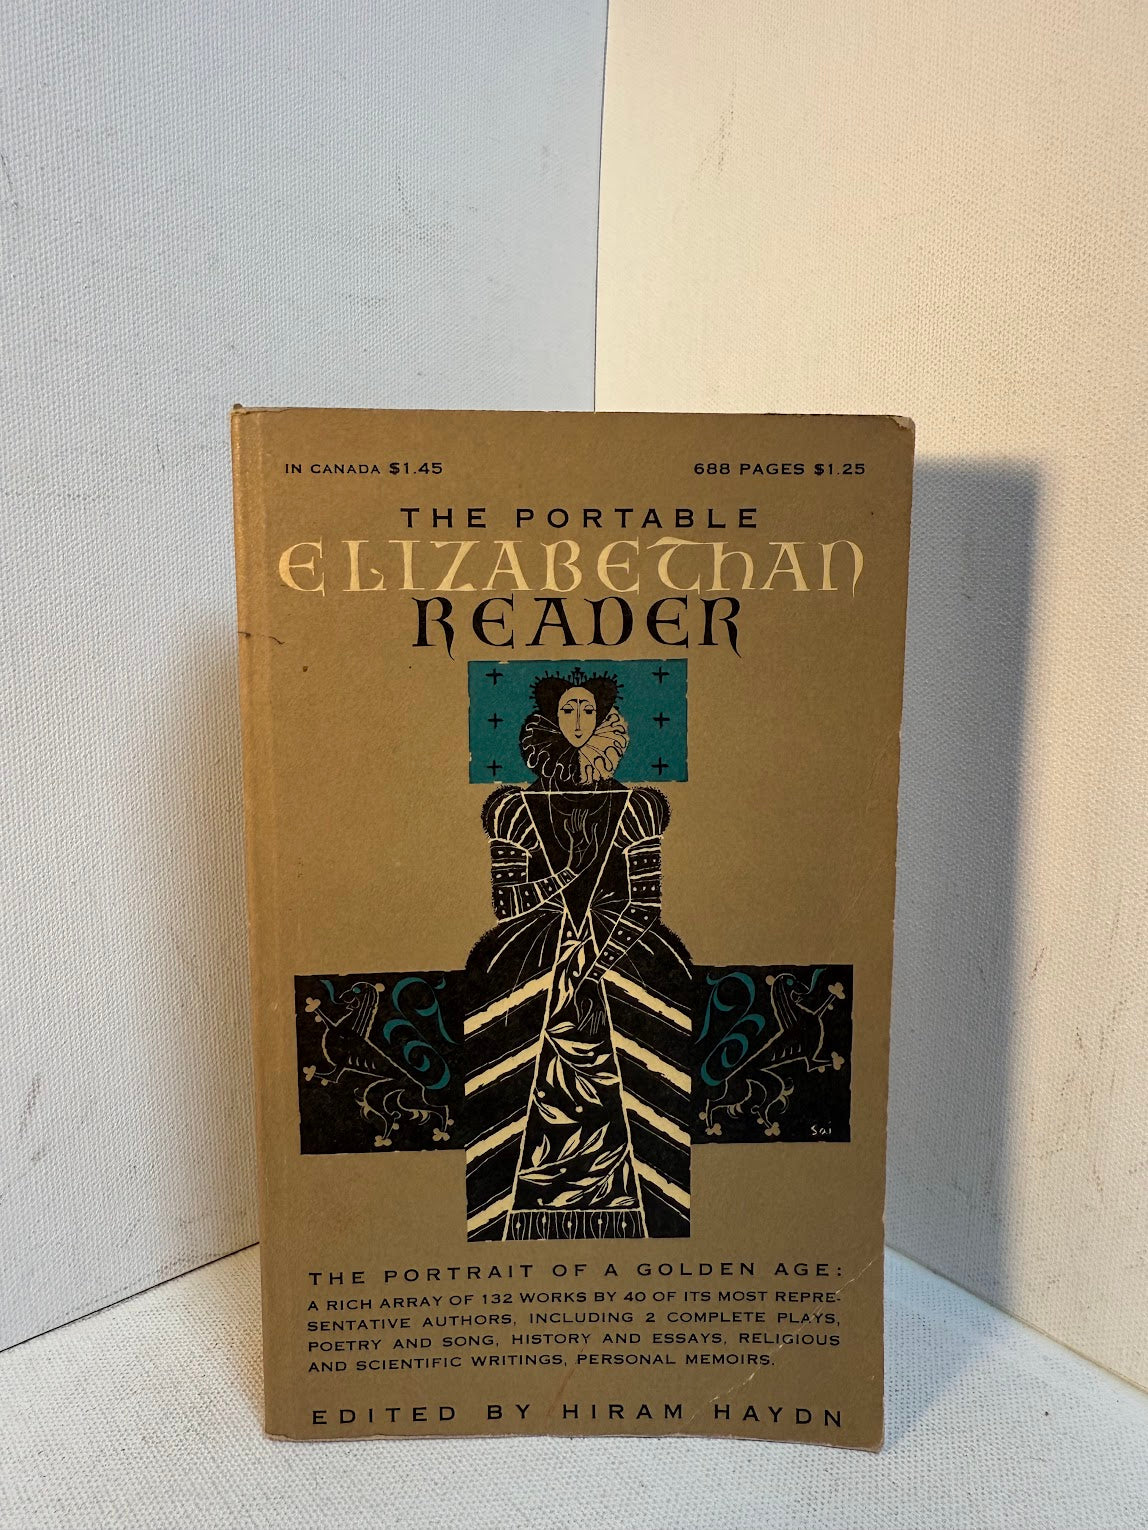 IN CANADA $1.45
688 PAGES $1.25
THE PORTABLE
ELIZABETHAN
READER
Sai
THE PORTRAIT OF A GOLDEN AGE:
A RICH ARRAY OF 132 WORKS BY 40 OF ITS MOST REPRE-
SENTATIVE AUTHORS, INCLUDING 2 COMPLETE PLAYS,
POETRY AND SONG, HISTORY AND ESSAYS, RELIGIOUS
AND SCIENTIFIC WRITINGS, PERSONAL MEMOIRS.
EDITED BY HIRAM HAYDN